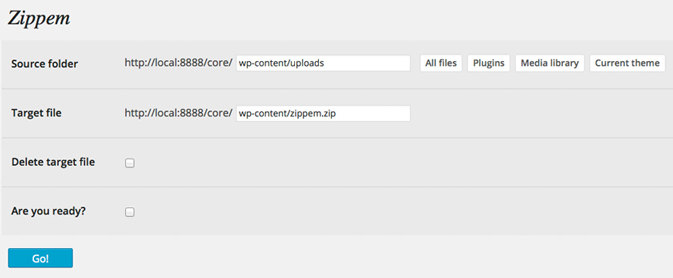 Zippem
Source folder http://local:8888/core/ wp-content/uploads All files Plugins Media library Current theme
Target file http://local:8888/core/ wp-content/zippem.zip
Delete target file
Are you ready?
Go!